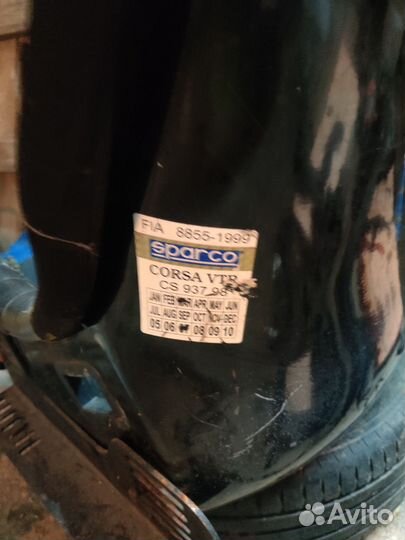 FIA 8855-1999
sparco
CORSA VTR
CS 937.98
JAN FEB MAR APR MAY JUN
JUL AUG SEP OCT NOV DEC
05 06 08 09 10
Avito